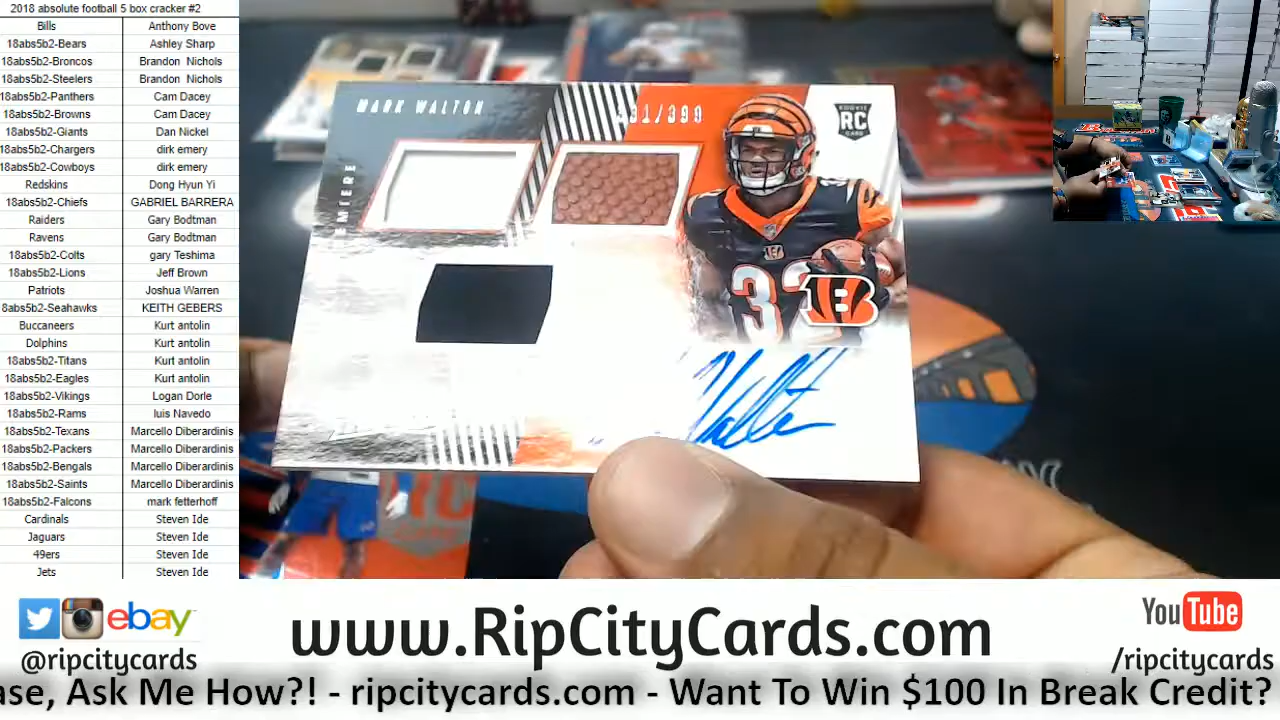 2018 absolute football 5 box cracker #2
Bills Anthony Bove
18abs5b2-Bears Ashley Sharp
18abs5b2-Broncos Brandon Nichols
18abs5b2-Steelers Brandon Nichols
18abs5b2-Panthers Cam Dacey
18abs5b2-Browns Cam Dacey
18abs5b2-Giants Dan Nickel
18abs5b2-Chargers dirk emery
18abs5b2-Cowboys dirk emery
Redskins Dong Hyun Yi
18abs5b2-Chiefs GABRIEL BARRERA
Raiders Gary Bodtman
Ravens Gary Bodtman
18abs5b2-Colts gary Teshima
18abs5b2-Lions Jeff Brown
Patriots Joshua Warren
8abs5b2-Seahawks KEITH GEBERS
Buccaneers Kurt antolin
Dolphins Kurt antolin
18abs5b2-Titans Kurt antolin
18abs5b2-Eagles Kurt antolin
18abs5b2-Vikings Logan Dorle
18abs5b2-Rams luis Navedo
18abs5b2-Texans Marcello Diberardinis
18abs5b2-Packers Marcello Diberardinis
18abs5b2-Bengals Marcello Diberardinis
18abs5b2-Saints Marcello Diberardinis
18abs5b2-Falcons mark fetterhoff
Cardinals Steven Ide
Jaguars Steven Ide
49ers Steven Ide
Jets Steven Ide
MARK WALTON
/399
ROOKIE
RC
CARD
EMIERE
32
B
RC
ebay
@ripcitycards
www.RipCityCards.com
YouTube
/ripcitycards
ase, Ask Me How?! - ripcitycards.com - Want To Win $100 In Break Credit?